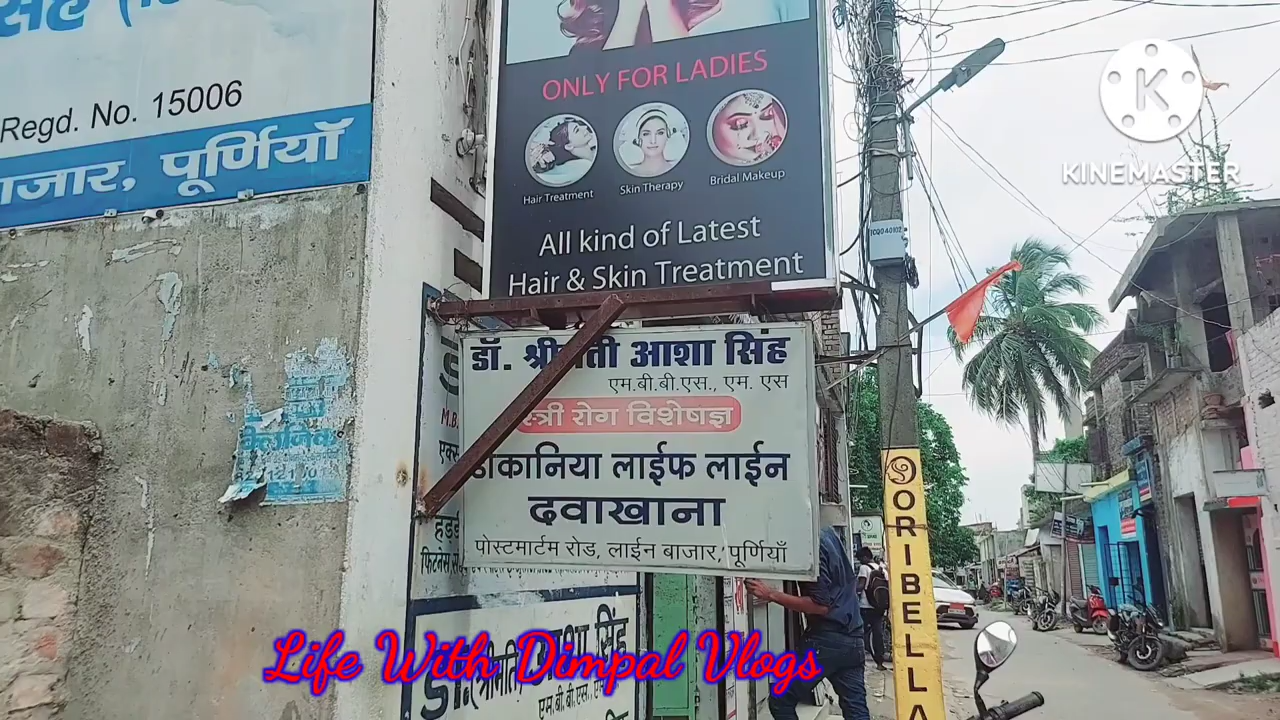 Regd. No. 15006
बाजार, पूर्णियाँ
ONLY FOR LADIES
Hair Treatment
Skin Therapy
Bridal Makeup
All kind of Latest
Hair & Skin Treatment
डॉ. श्रीमती आशा सिंह
एम.बी.बी.एस., एम. एस
स्त्री रोग विशेषज्ञ
लाईफ लाईन
दवाखाना
पोस्टमार्टम रोड, लाईन बाजार, पूर्णियाँ
M.B.
ORIBELLA
KINEMASTER
Life With Dimpal Vlogs